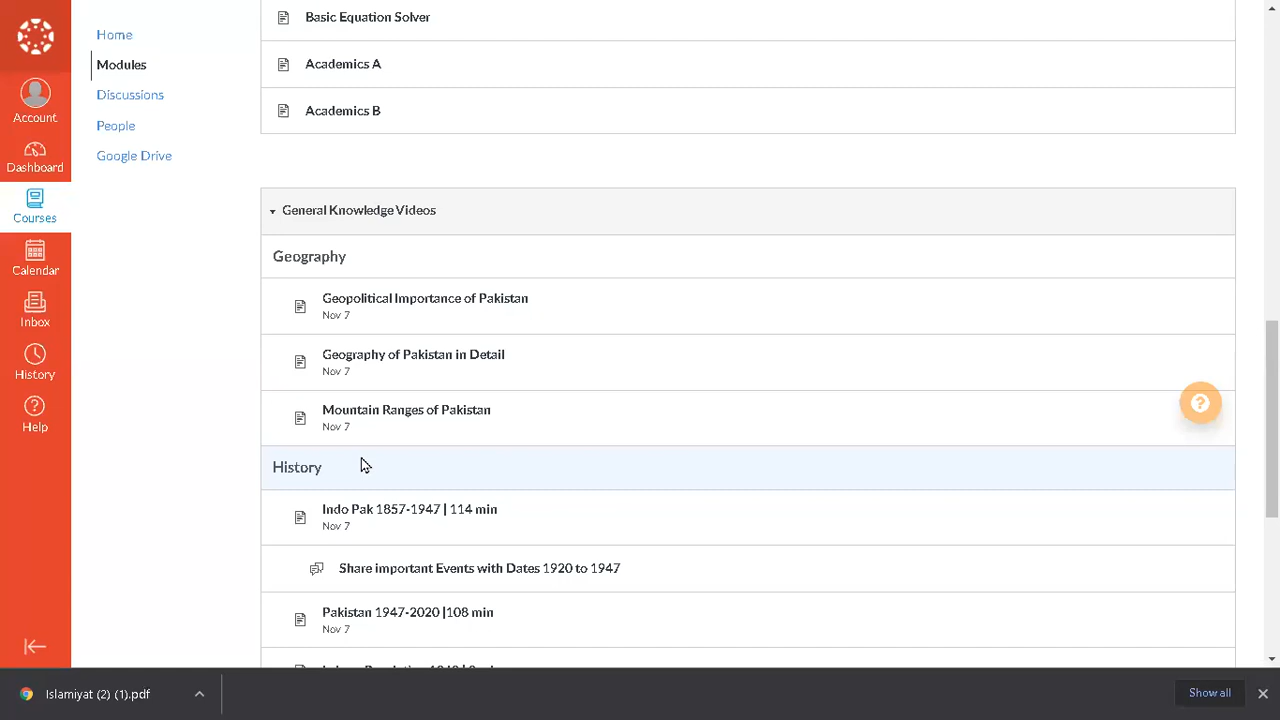 Account
Dashboard
Courses
Calendar
Inbox
History
Help
Home
Modules
Discussions
People
Google Drive
Basic Equation Solver
Academics A
Academics B
General Knowledge Videos
Geography
Geopolitical Importance of Pakistan
Nov 7
Geography of Pakistan in Detail
Nov 7
Mountain Ranges of Pakistan
Nov 7
History
Indo Pak 1857-1947 | 114 min
Nov 7
Share important Events with Dates 1920 to 1947
Pakistan 1947-2020 |108 min
Nov 7
Islamiyat (2) (1).pdf
Show all